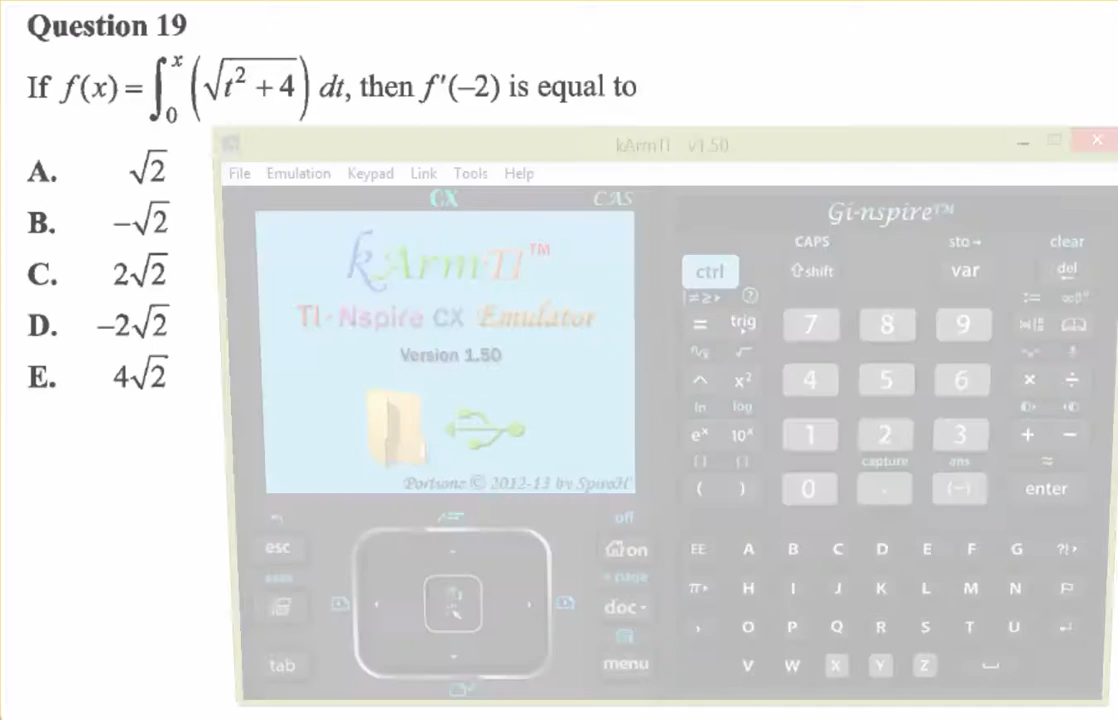 Question 19
If f(x) = ∫₀ˣ (√(t² + 4)) dt, then f'(−2) is equal to
A. √2
B. −√2
C. 2√2
D. −2√2
E. 4√2
kArmTI v1.50
File Emulation Keypad Link Tools Help
CX CAS
Gi-nspire™
kArmTI™
TI-Nspire CX Emulator
Version 1.50
Portsonc © 2012-13 by
CAPS sto→ clear
ctrl ⇧shift var del
= trig 7 8 9
^ x² 4 5 6 × ÷
ln log
eˣ 10ˣ 1 2 3 + −
capture ans ≈
( ) 0 . (−) enter
off
esc on EE A B C D E F G ?!▸
+ page
doc▾ π▸ H I J K L M N
, O P Q R S T U ↵
tab menu V W X Y Z